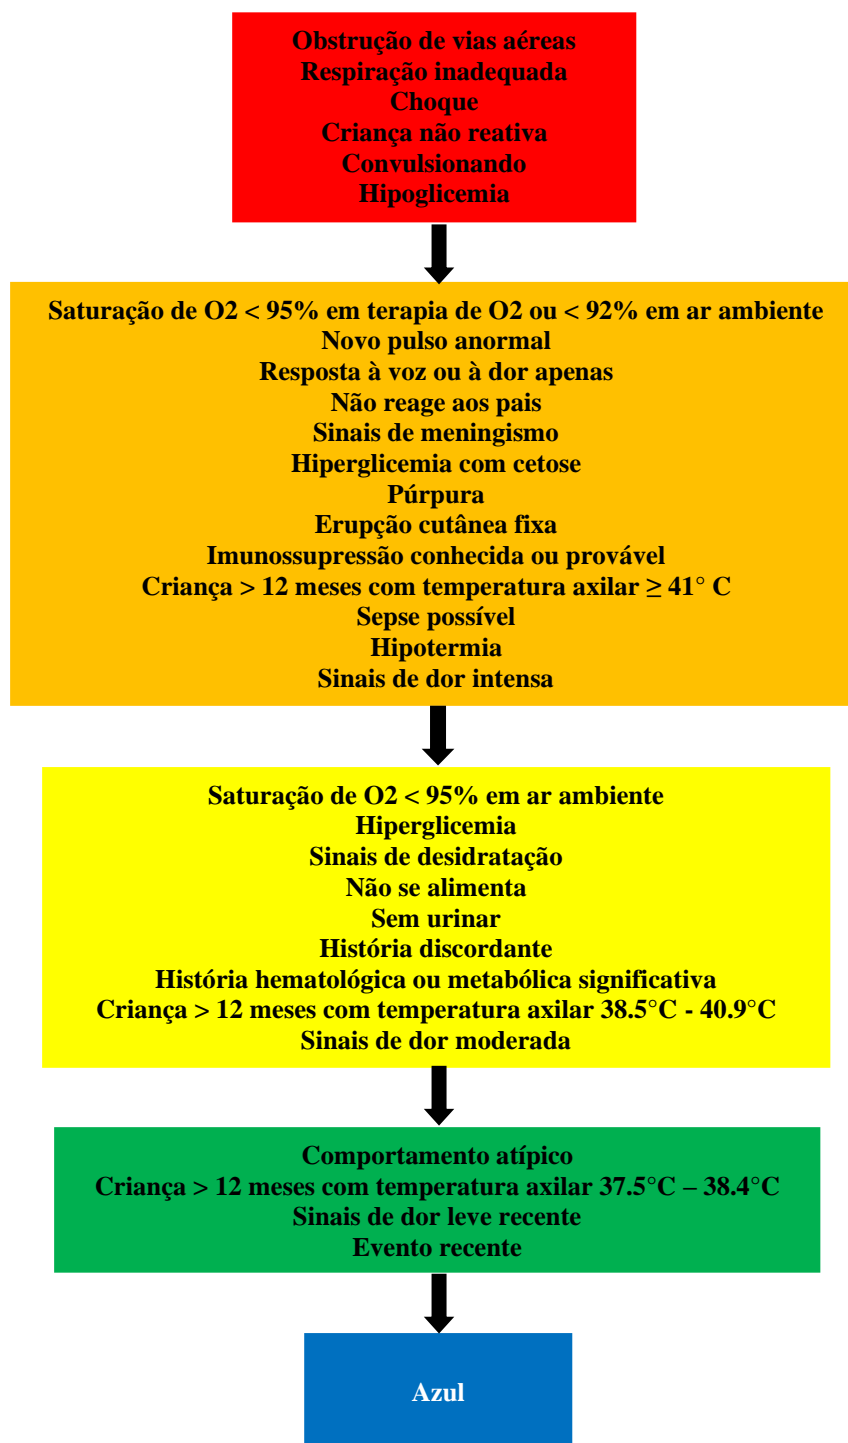 Obstrução de vias aéreas
Respiração inadequada
Choque
Criança não reativa
Convulsionando
Hipoglicemia
Saturação de O2 < 95% em terapia de O2 ou < 92% em ar ambiente
Novo pulso anormal
Resposta à voz ou à dor apenas
Não reage aos pais
Sinais de meningismo
Hiperglicemia com cetose
Púrpura
Erupção cutânea fixa
Imunossupressão conhecida ou provável
Criança > 12 meses com temperatura axilar ≥ 41° C
Sepse possível
Hipotermia
Sinais de dor intensa
Saturação de O2 < 95% em ar ambiente
Hiperglicemia
Sinais de desidratação
Não se alimenta
Sem urinar
História discordante
História hematológica ou metabólica significativa
Criança > 12 meses com temperatura axilar 38.5°C - 40.9°C
Sinais de dor moderada
Comportamento atípico
Criança > 12 meses com temperatura axilar 37.5°C – 38.4°C
Sinais de dor leve recente
Evento recente
Azul